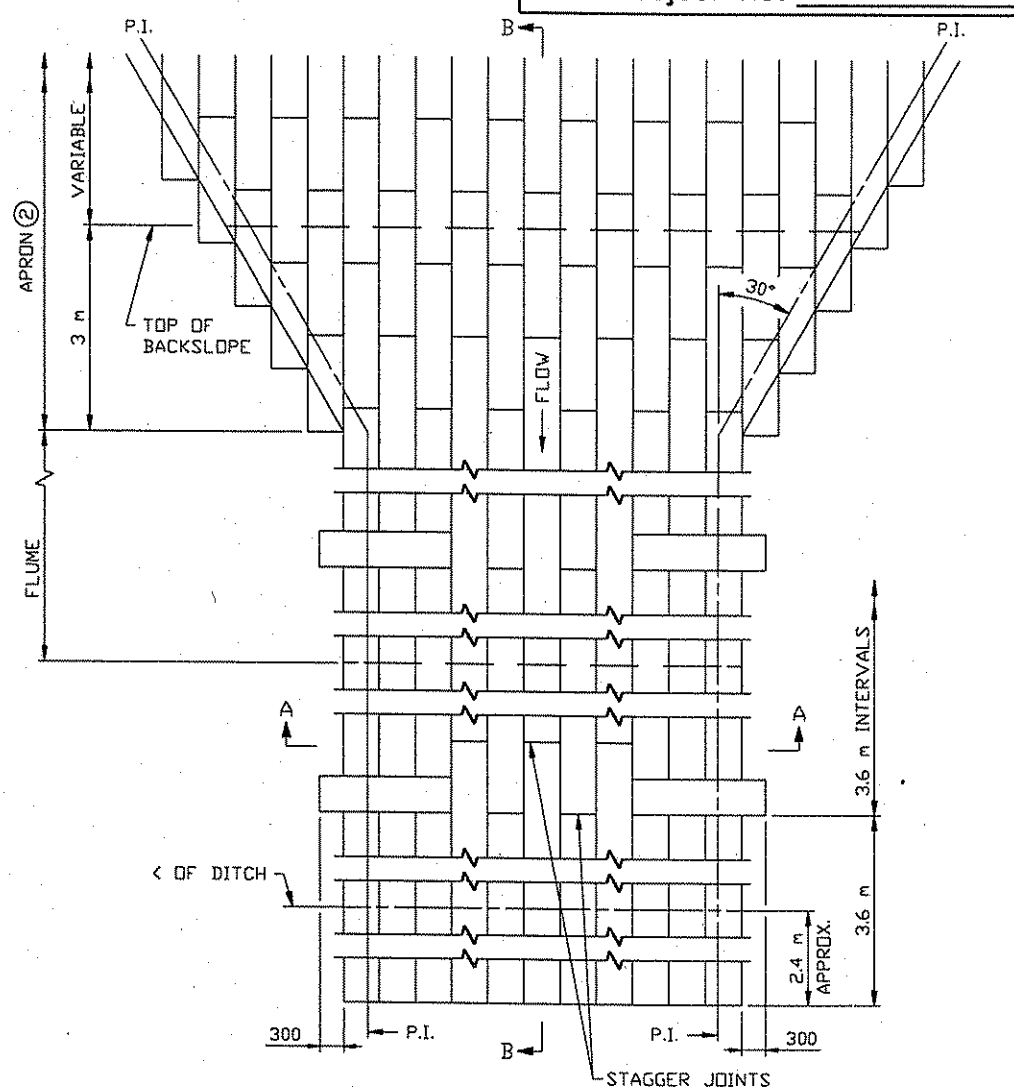 B
P.I.
P.I.
VARIABLE
APRON ②
3 m
TOP OF
BACKSLOPE
30°
FLOW
FLUME
A
A
3.6 m INTERVALS
< OF DITCH
3.6 m
2.4 m
APPROX.
300
P.I.
P.I.
300
B
STAGGER JOINTS